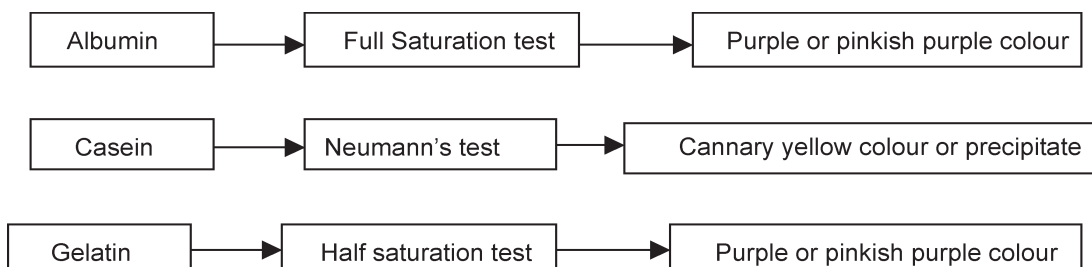 Albumin Full Saturation test Purple or pinkish purple colour
Casein Neumann's test Cannary yellow colour or precipitate
Gelatin Half saturation test Purple or pinkish purple colour